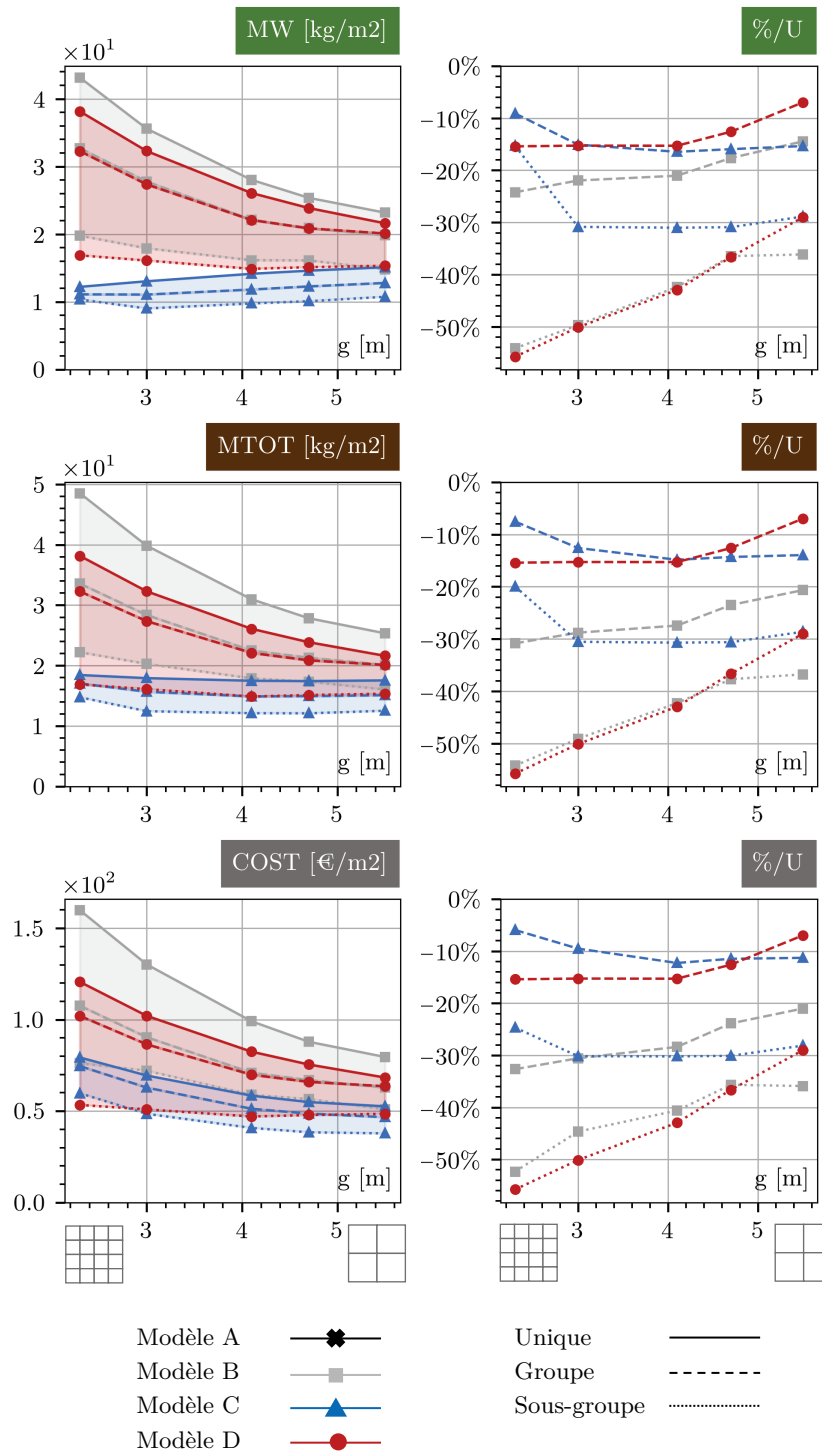 MW [kg/m2] %/U
×10¹
0%
4
−10%
3
−20%
−30%
2
−40%
1
−50%
g [m] g [m]
0
3 4 5 3 4 5
MTOT [kg/m2] %/U
×10¹
5 0%
−10%
4
−20%
3
−30%
2
−40%
1
−50%
g [m] g [m]
0
3 4 5 3 4 5
COST [€/m2] %/U
×10²
0%
1.5
−10%
−20%
1.0
−30%
0.5
−40%
−50%
g [m] g [m]
0.0
3 4 5 3 4 5
Modèle A Unique
Modèle B Groupe
Modèle C Sous-groupe
Modèle D